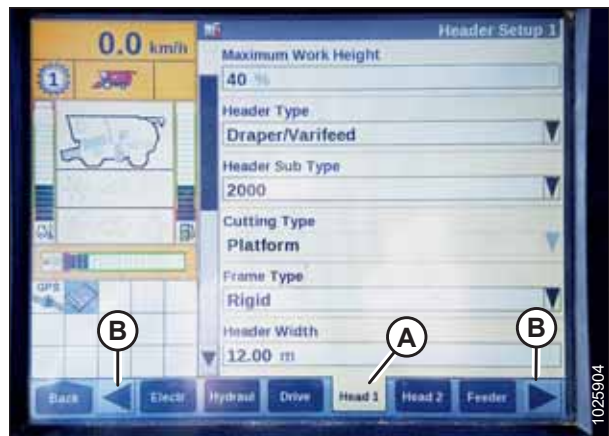 0.0 km/h
Header Setup 1
Maximum Work Height
40 %
1
Header Type
Draper/Varifeed
Header Sub Type
2000
Cutting Type
Platform
Frame Type
Rigid
GPS
Header Width
12.00 m
B
A
B
Back
Electr
Hydraul
Drive
Head 1
Head 2
Feeder
1025904